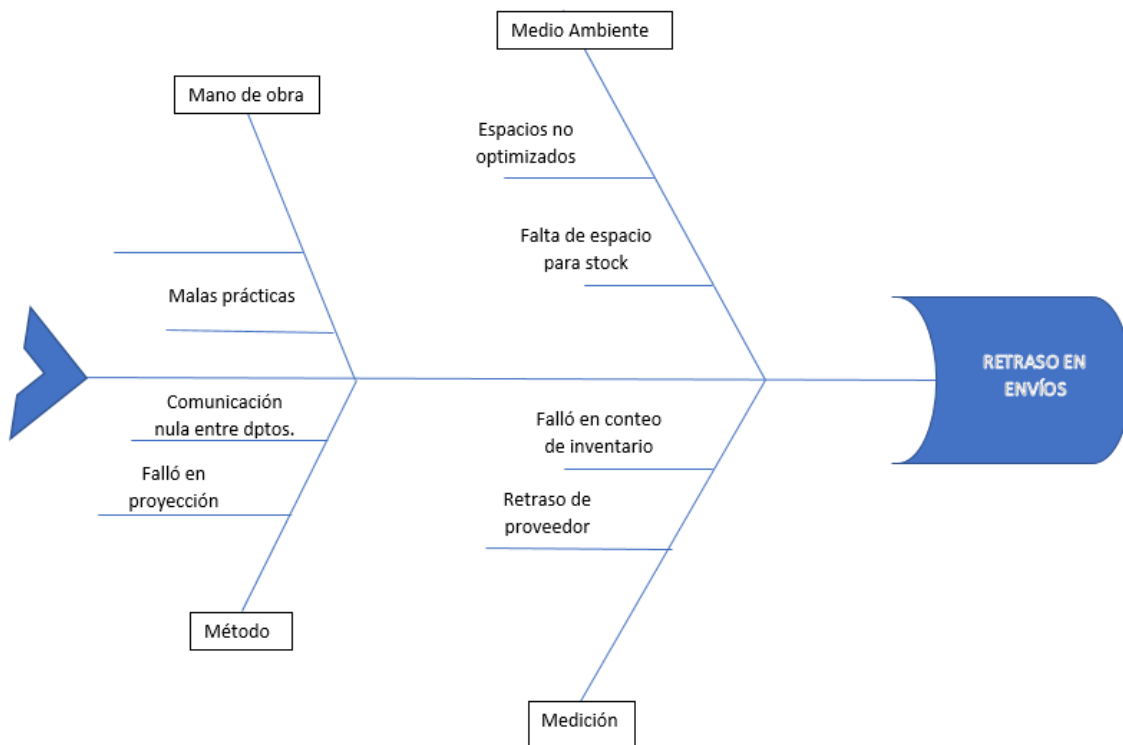 Medio Ambiente
Mano de obra
Espacios no
optimizados
Falta de espacio
para stock
Malas prácticas
RETRASO EN
ENVÍOS
Comunicación
nula entre dptos.
Falló en conteo
de inventario
Falló en
proyección
Retraso de
proveedor
Método
Medición